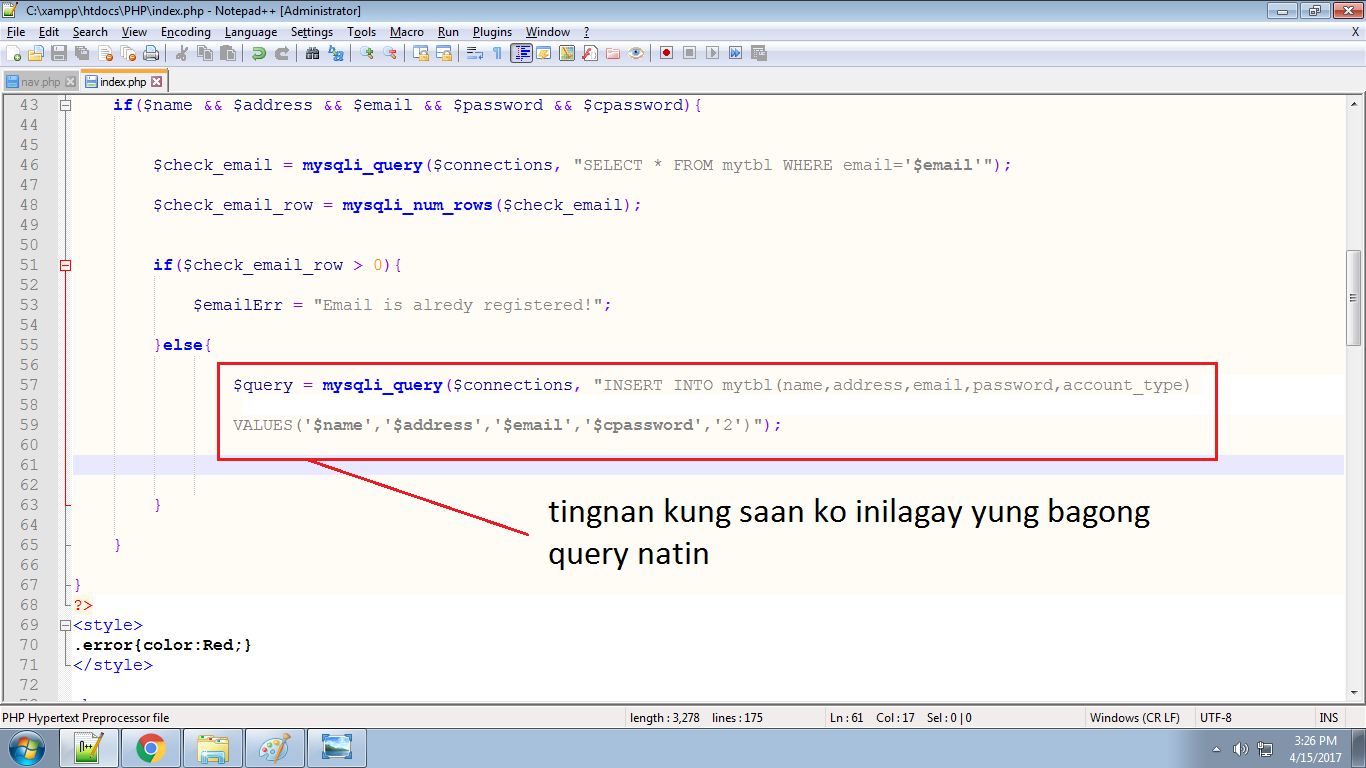 C:\xampp\htdocs\PHP\index.php - Notepad++ [Administrator]
File Edit Search View Encoding Language Settings Tools Macro Run Plugins Window ? X
nav.php index.php
43 if($name && $address && $email && $password && $cpassword){
44
45
46 $check_email = mysqli_query($connections, "SELECT * FROM mytbl WHERE email='$email'");
47
48 $check_email_row = mysqli_num_rows($check_email);
49
50
51 if($check_email_row > 0){
52
53 $emailErr = "Email is alredy registered!";
54
55 }else{
56
57 $query = mysqli_query($connections, "INSERT INTO mytbl(name,address,email,password,account_type)
58
59 VALUES('$name','$address','$email','$cpassword','2')");
60
61
62
63 }
64
65 }
66
67 }
68 ?>
69 <style>
70 .error{color:Red;}
71 </style>
72
tingnan kung saan ko inilagay yung bagong
query natin
PHP Hypertext Preprocessor file length : 3,278 lines : 175 Ln : 61 Col : 17 Sel : 0 | 0 Windows (CR LF) UTF-8 INS
3:26 PM
4/15/2017